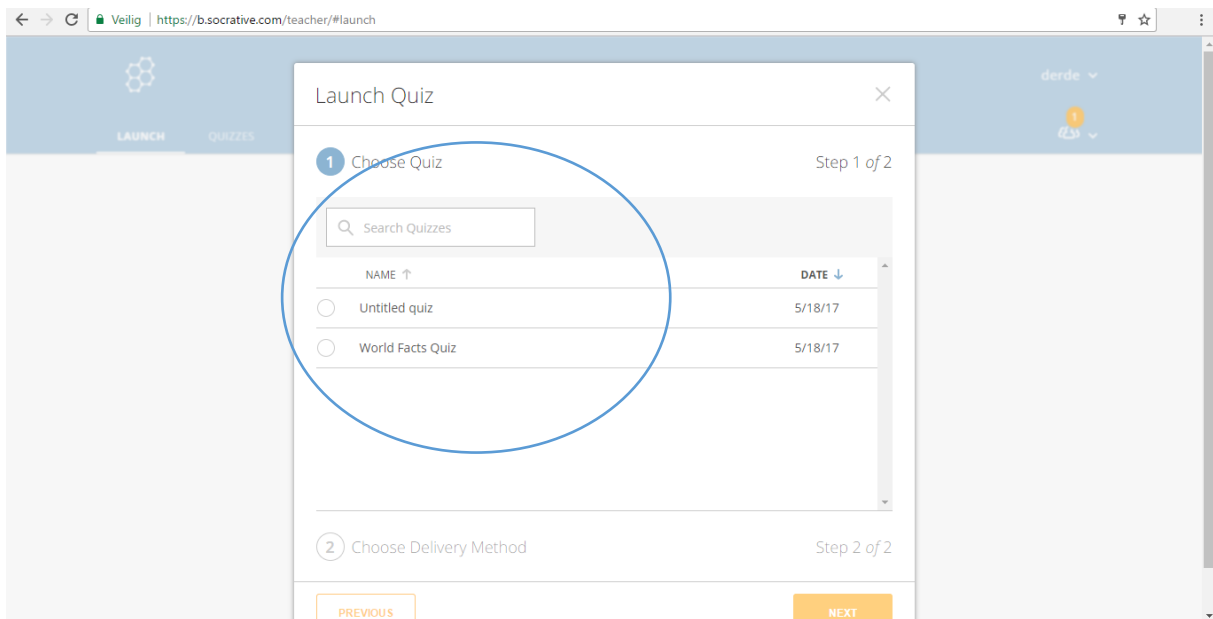 Veilig | https://b.socrative.com/teacher/#launch
derde
1
LAUNCH QUIZZES
Launch Quiz
1 Choose Quiz Step 1 of 2
Search Quizzes
NAME ↑ DATE ↓
Untitled quiz 5/18/17
World Facts Quiz 5/18/17
2 Choose Delivery Method Step 2 of 2
PREVIOUS NEXT